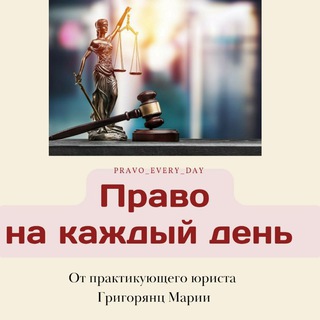 PRAVO_EVERY_DAY
Право
на каждый день
От практикующего юриста
Григорянц Марии